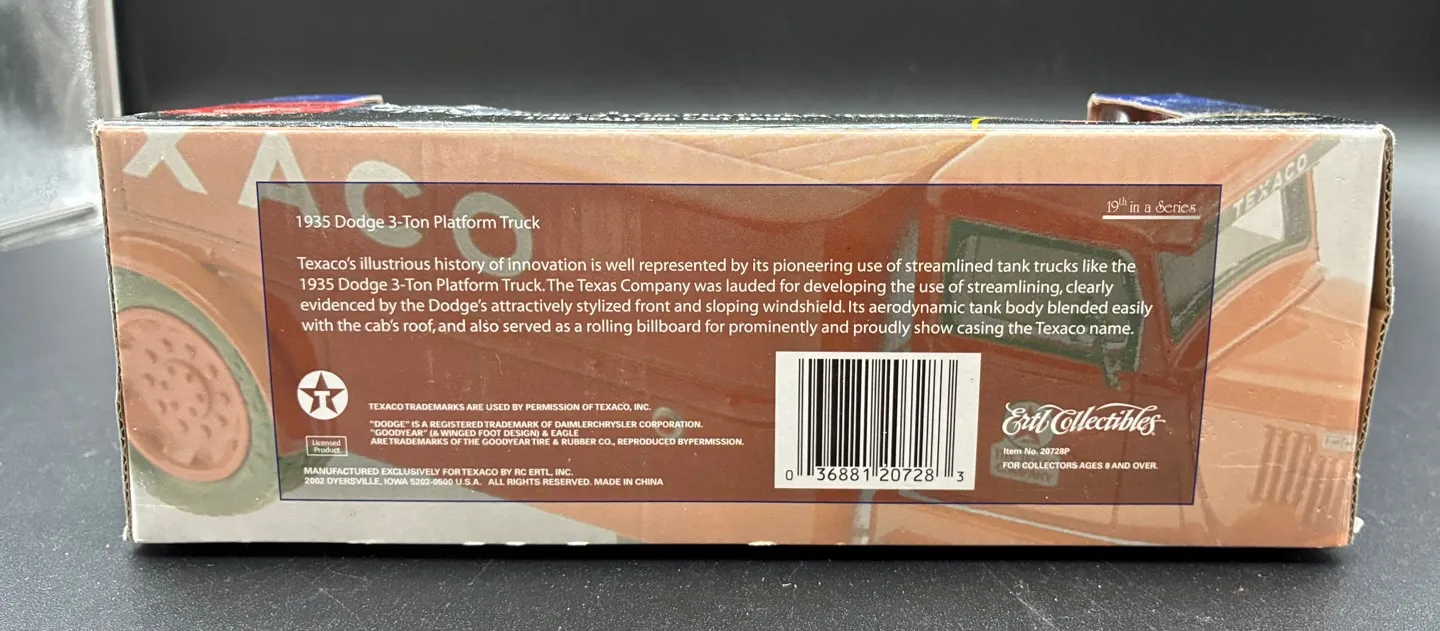 XACO
TEXACO
19th in a Series
1935 Dodge 3-Ton Platform Truck
Texaco's illustrious history of innovation is well represented by its pioneering use of streamlined tank trucks like the
1935 Dodge 3-Ton Platform Truck. The Texas Company was lauded for developing the use of streamlining, clearly
evidenced by the Dodge's attractively stylized front and sloping windshield. Its aerodynamic tank body blended easily
with the cab's roof, and also served as a rolling billboard for prominently and proudly show casing the Texaco name.
T
Licensed
Product
TEXACO TRADEMARKS ARE USED BY PERMISSION OF TEXACO, INC.
"DODGE" IS A REGISTERED TRADEMARK OF DAIMLERCHRYSLER CORPORATION.
"GOODYEAR" (& WINGED FOOT DESIGN) & EAGLE
ARE TRADEMARKS OF THE GOODYEAR TIRE & RUBBER CO., REPRODUCED BY PERMISSION.
MANUFACTURED EXCLUSIVELY FOR TEXACO BY RC ERTL, INC.
2002 DYERSVILLE, IOWA 5202-0500 U.S.A. ALL RIGHTS RESERVED. MADE IN CHINA
0 36881 20728 3
Ertl Collectibles
Item No. 20728P
FOR COLLECTORS AGES 8 AND OVER.